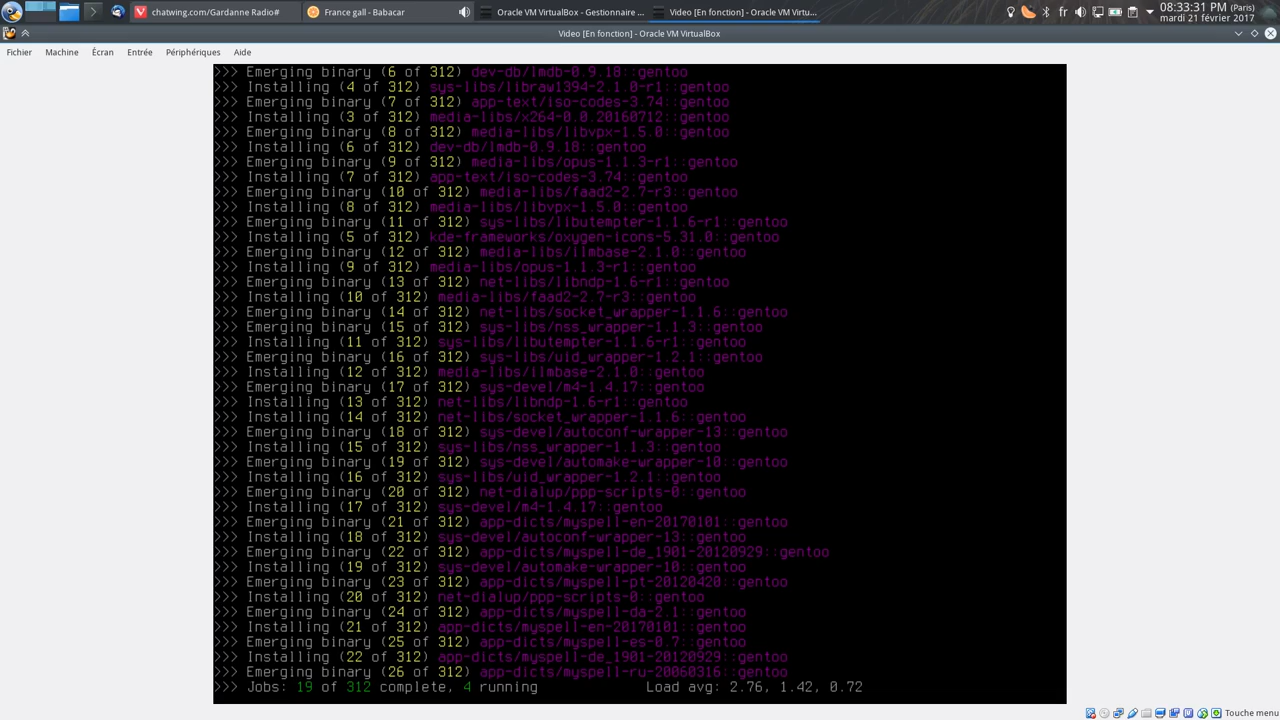 chatwing.com/Gardanne Radio#
France gall - Babacar
Oracle VM VirtualBox - Gestionnaire ...
Video [En fonction] - Oracle VM Virtu...
fr
08:33:31 PM (Paris)
mardi 21 février 2017
Video [En fonction] - Oracle VM VirtualBox
Fichier Machine Écran Entrée Périphériques Aide
>>> Emerging binary (6 of 312) dev-db/lmdb-0.9.18::gentoo
>>> Installing (4 of 312) sys-libs/libraw1394-2.1.0-r1::gentoo
>>> Emerging binary (7 of 312) app-text/iso-codes-3.74::gentoo
>>> Installing (3 of 312) media-libs/x264-0.0.20160712::gentoo
>>> Emerging binary (8 of 312) media-libs/libvpx-1.5.0::gentoo
>>> Installing (6 of 312) dev-db/lmdb-0.9.18::gentoo
>>> Emerging binary (9 of 312) media-libs/opus-1.1.3-r1::gentoo
>>> Installing (7 of 312) app-text/iso-codes-3.74::gentoo
>>> Emerging binary (10 of 312) media-libs/faad2-2.7-r3::gentoo
>>> Installing (8 of 312) media-libs/libvpx-1.5.0::gentoo
>>> Emerging binary (11 of 312) sys-libs/libutempter-1.1.6-r1::gentoo
>>> Installing (5 of 312) kde-frameworks/oxygen-icons-5.31.0::gentoo
>>> Emerging binary (12 of 312) media-libs/ilmbase-2.1.0::gentoo
>>> Installing (9 of 312) media-libs/opus-1.1.3-r1::gentoo
>>> Emerging binary (13 of 312) net-libs/libndp-1.6-r1::gentoo
>>> Installing (10 of 312) media-libs/faad2-2.7-r3::gentoo
>>> Emerging binary (14 of 312) net-libs/socket_wrapper-1.1.6::gentoo
>>> Emerging binary (15 of 312) sys-libs/nss_wrapper-1.1.3::gentoo
>>> Installing (11 of 312) sys-libs/libutempter-1.1.6-r1::gentoo
>>> Emerging binary (16 of 312) sys-libs/uid_wrapper-1.2.1::gentoo
>>> Installing (12 of 312) media-libs/ilmbase-2.1.0::gentoo
>>> Emerging binary (17 of 312) sys-devel/m4-1.4.17::gentoo
>>> Installing (13 of 312) net-libs/libndp-1.6-r1::gentoo
>>> Installing (14 of 312) net-libs/socket_wrapper-1.1.6::gentoo
>>> Emerging binary (18 of 312) sys-devel/autoconf-wrapper-13::gentoo
>>> Installing (15 of 312) sys-libs/nss_wrapper-1.1.3::gentoo
>>> Emerging binary (19 of 312) sys-devel/automake-wrapper-10::gentoo
>>> Installing (16 of 312) sys-libs/uid_wrapper-1.2.1::gentoo
>>> Emerging binary (20 of 312) net-dialup/ppp-scripts-0::gentoo
>>> Installing (17 of 312) sys-devel/m4-1.4.17::gentoo
>>> Emerging binary (21 of 312) app-dicts/myspell-en-20170101::gentoo
>>> Installing (18 of 312) sys-devel/autoconf-wrapper-13::gentoo
>>> Emerging binary (22 of 312) app-dicts/myspell-de_1901-20120929::gentoo
>>> Installing (19 of 312) sys-devel/automake-wrapper-10::gentoo
>>> Emerging binary (23 of 312) app-dicts/myspell-pt-20120420::gentoo
>>> Installing (20 of 312) net-dialup/ppp-scripts-0::gentoo
>>> Emerging binary (24 of 312) app-dicts/myspell-da-2.1::gentoo
>>> Installing (21 of 312) app-dicts/myspell-en-20170101::gentoo
>>> Emerging binary (25 of 312) app-dicts/myspell-es-0.7::gentoo
>>> Installing (22 of 312) app-dicts/myspell-de_1901-20120929::gentoo
>>> Emerging binary (26 of 312) app-dicts/myspell-ru-20060316::gentoo
>>> Jobs: 19 of 312 complete, 4 running Load avg: 2.76, 1.42, 0.72
Touche menu